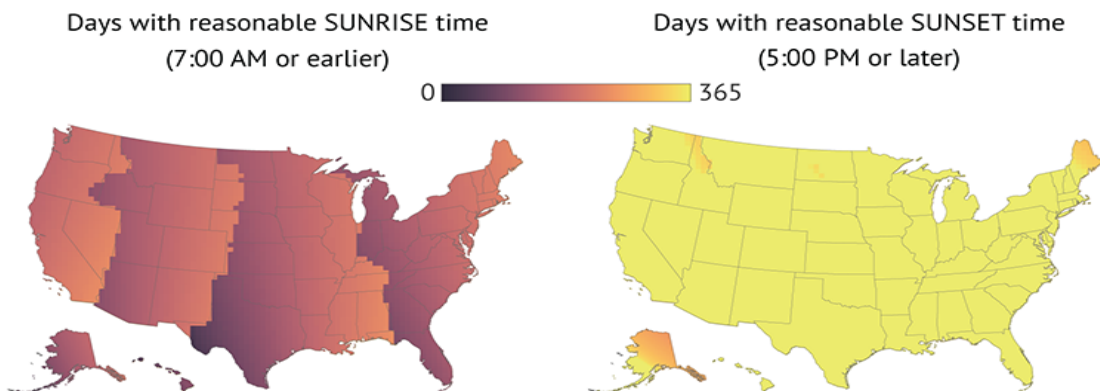 Days with reasonable SUNRISE time
(7:00 AM or earlier)
Days with reasonable SUNSET time
(5:00 PM or later)
0
365